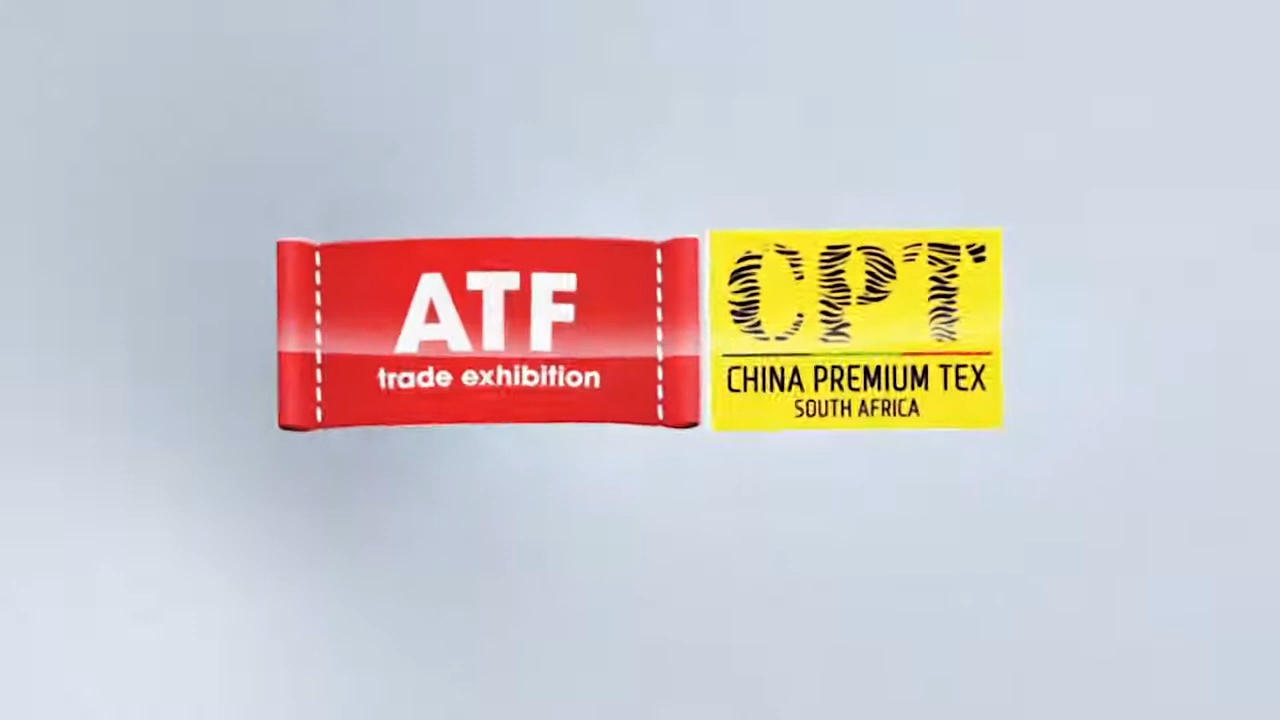 ATF
trade exhibition
CPT
CHINA PREMIUM TEX
SOUTH AFRICA